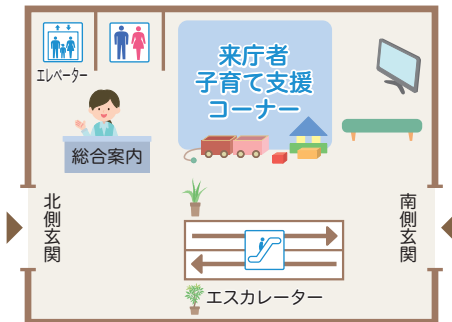 エレベーター
来庁者
子育て支援
コーナー
総合案内
北側玄関
南側玄関
エスカレーター